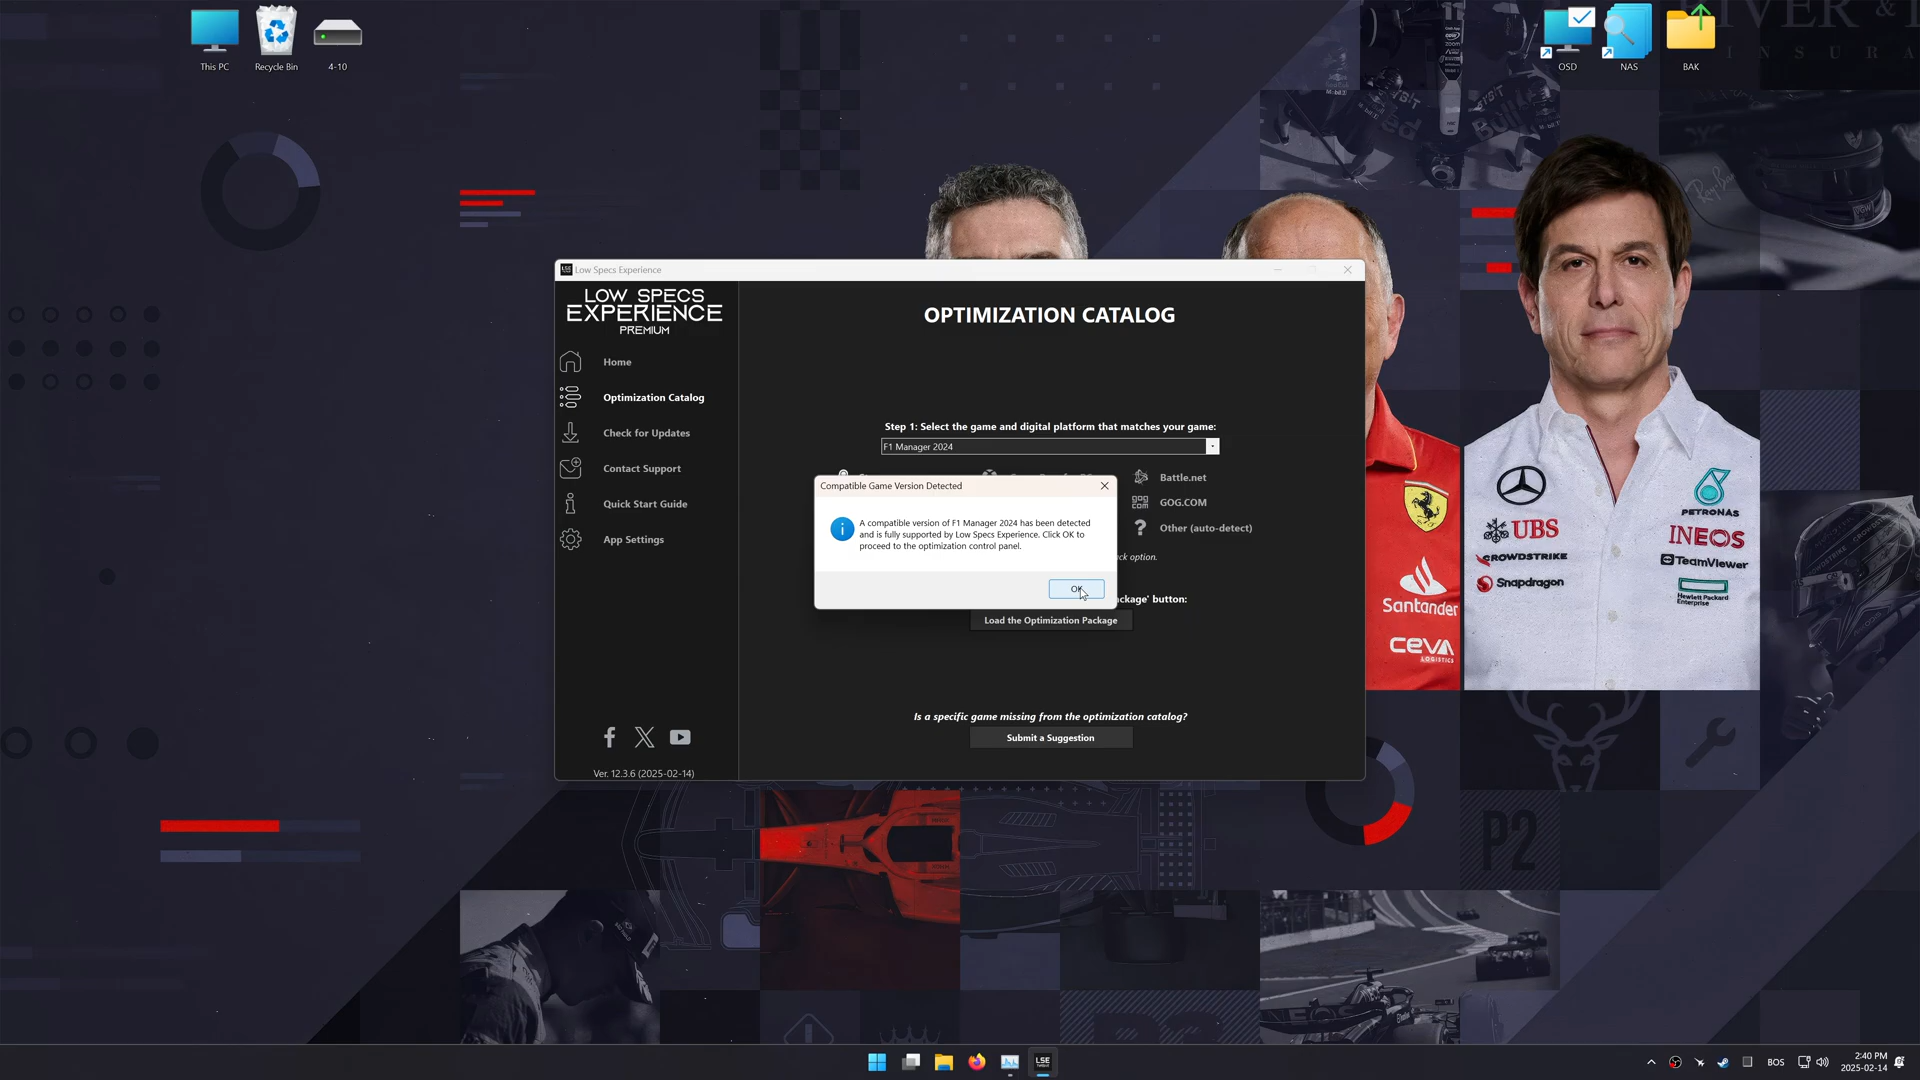 This PC
Recycle Bin
4-10
OSD
NAS
BAK
Low Specs Experience
LOW SPECS
EXPERIENCE
PREMIUM
Home
Optimization Catalog
Check for Updates
Contact Support
Quick Start Guide
App Settings
Ver. 12.3.6 (2025-02-14)
OPTIMIZATION CATALOG
Step 1: Select the game and digital platform that matches your game:
F1 Manager 2024
Battle.net
GOG.COM
Other (auto-detect)
ck option.
Compatible Game Version Detected
A compatible version of F1 Manager 2024 has been detected
and is fully supported by Low Specs Experience. Click OK to
proceed to the optimization control panel.
OK
ckage' button:
Load the Optimization Package
Is a specific game missing from the optimization catalog?
Submit a Suggestion
Santander
CEVA
LOGISTICS
UBS
CROWDSTRIKE
Snapdragon
PETRONAS
INEOS
TeamViewer
Hewlett Packard
Enterprise
Ray-Ban
P2
LSE
BOS
2:40 PM
2025-02-14